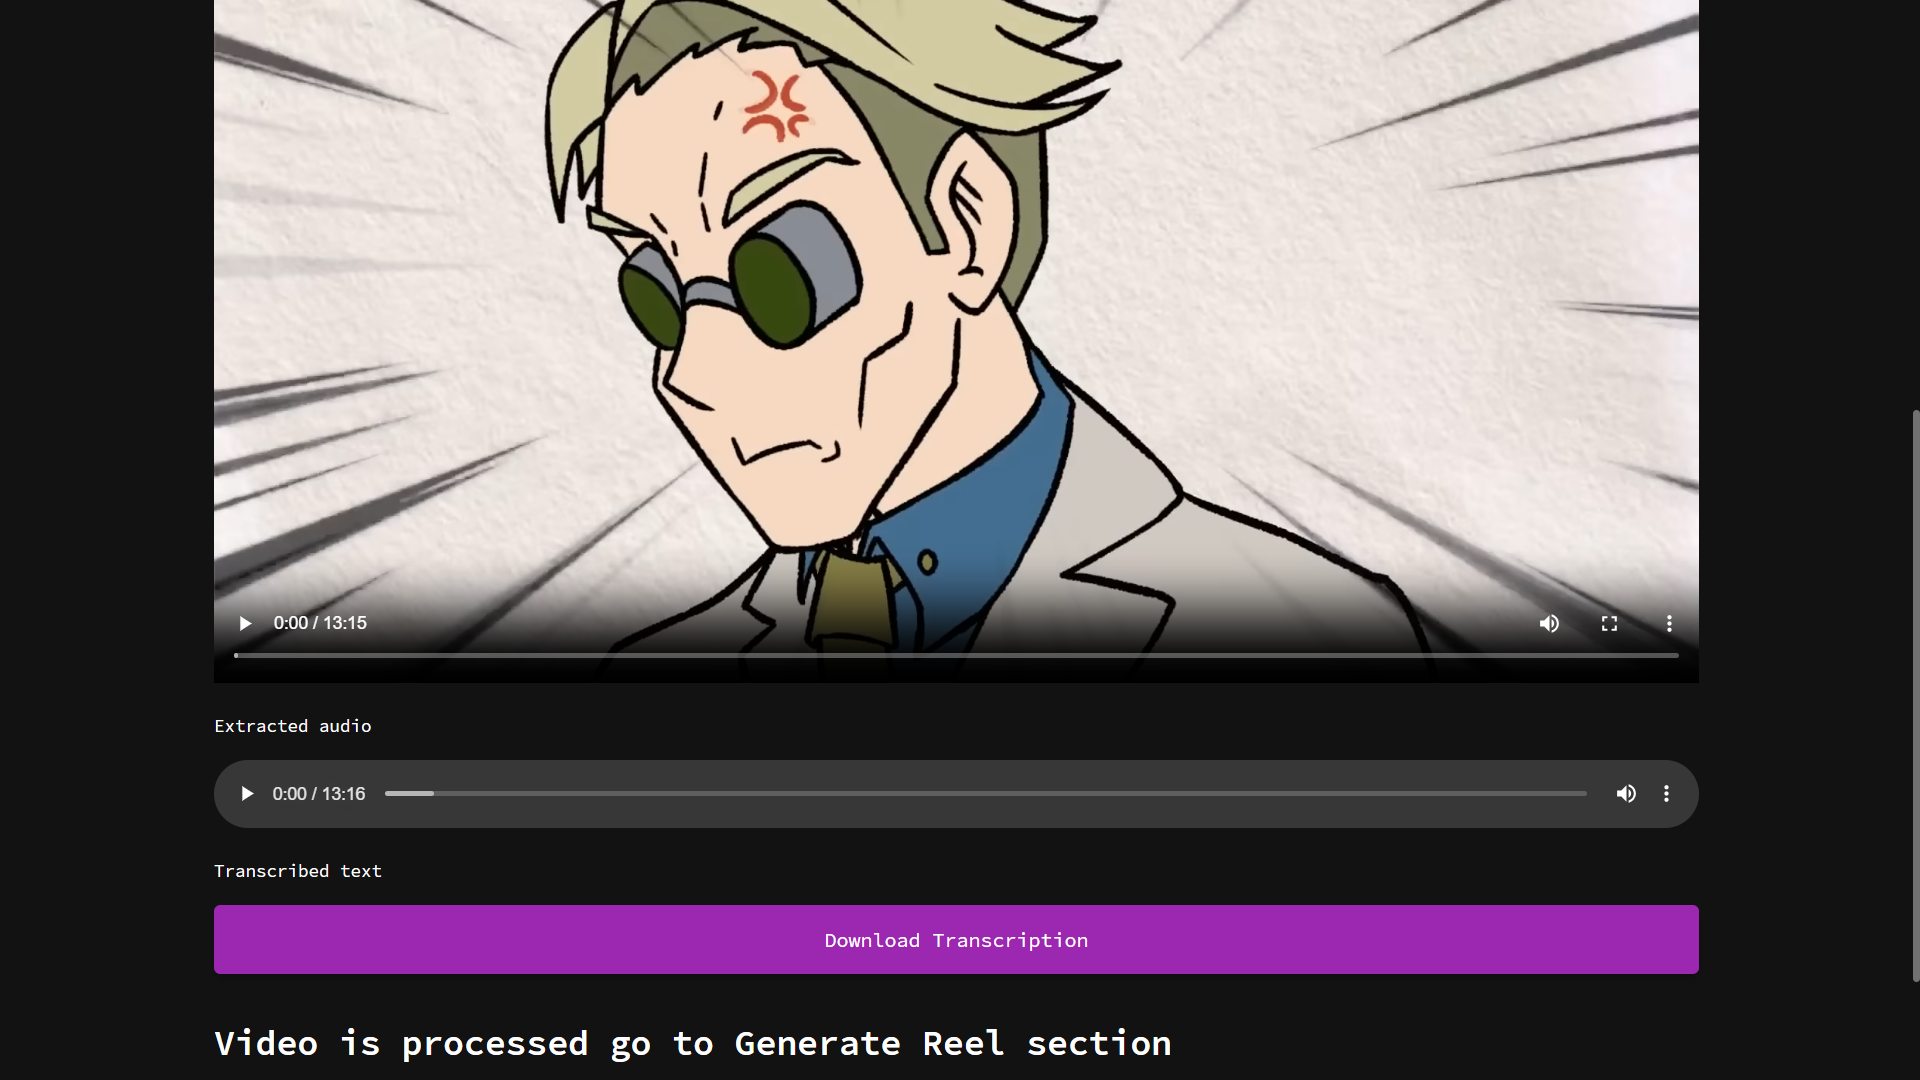 0:00 / 13:15
Extracted audio
0:00 / 13:16
Transcribed text
Download Transcription
Video is processed go to Generate Reel section